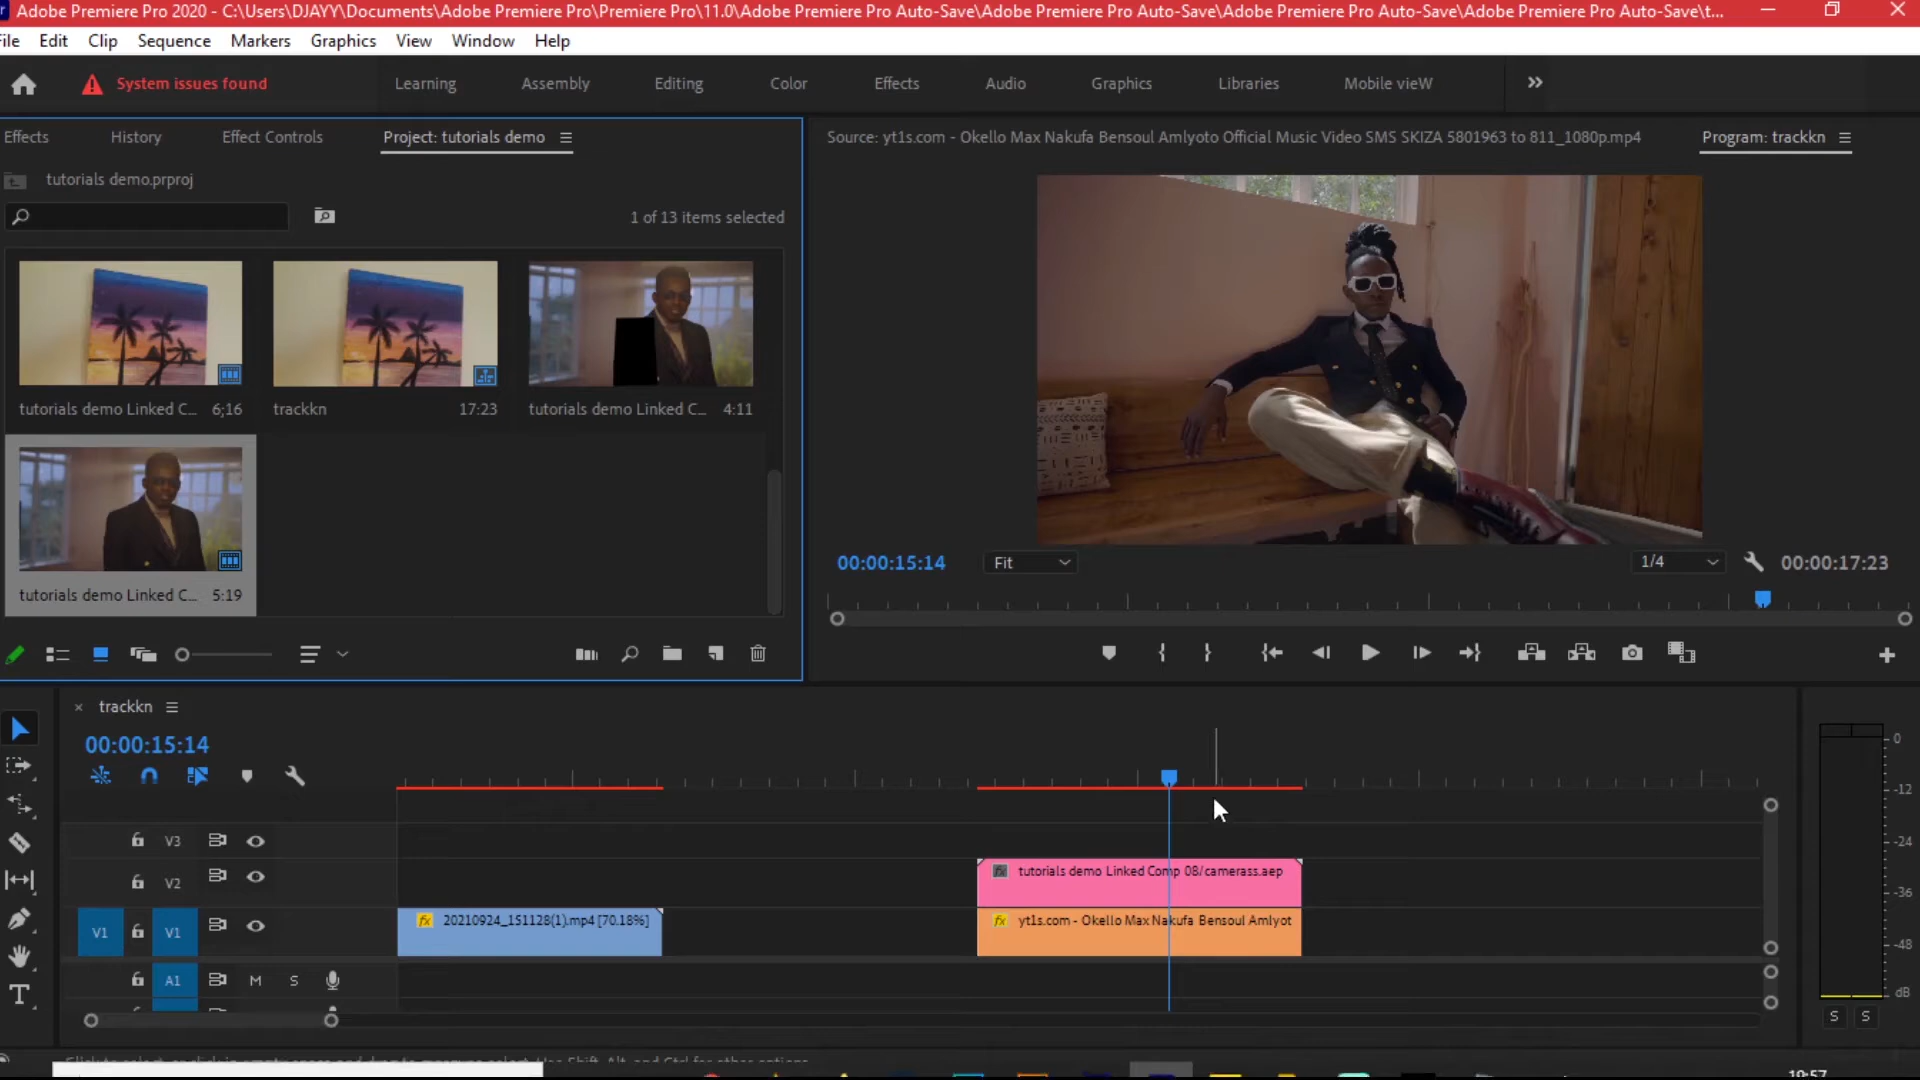 Adobe Premiere Pro 2020 - C:\Users\DJAYY\Documents\Adobe Premiere Pro\Premiere Pro\11.0\Adobe Premiere Pro Auto-Save\Adobe Premiere Pro Auto-Save\Adobe Premiere Pro Auto-Save\Adobe Premiere Pro Auto-Save\t...
File Edit Clip Sequence Markers Graphics View Window Help
System issues found Learning Assembly Editing Color Effects Audio Graphics Libraries Mobile vieW
Effects History Effect Controls Project: tutorials demo
Source: yt1s.com - Okello Max Nakufa Bensoul Amlyoto Official Music Video SMS SKIZA 5801963 to 811_1080p.mp4 Program: trackkn
tutorials demo.prproj
1 of 13 items selected
tutorials demo Linked C... 6;16
trackkn 17:23
tutorials demo Linked C... 4:11
tutorials demo Linked C... 5:19
00:00:15:14 Fit 1/4 00:00:17:23
× trackkn
00:00:15:14
V3
V2
tutorials demo Linked Comp 08/camerass.aep
V1 V1
20210924_151128(1).mp4 [70.18%]
yt1s.com - Okello Max Nakufa Bensoul Amlyot
A1 M S
0
-12
-24
-36
-48
dB
S S
19:57